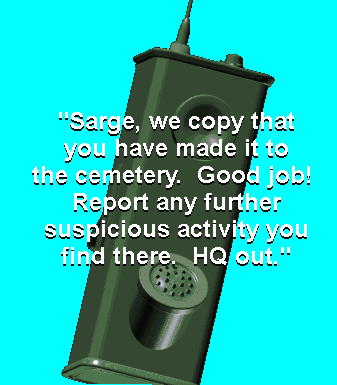 "Sarge, we copy that
you have made it to
the cemetery.  Good job!
Report any further
suspicious activity you
find there.  HQ out."